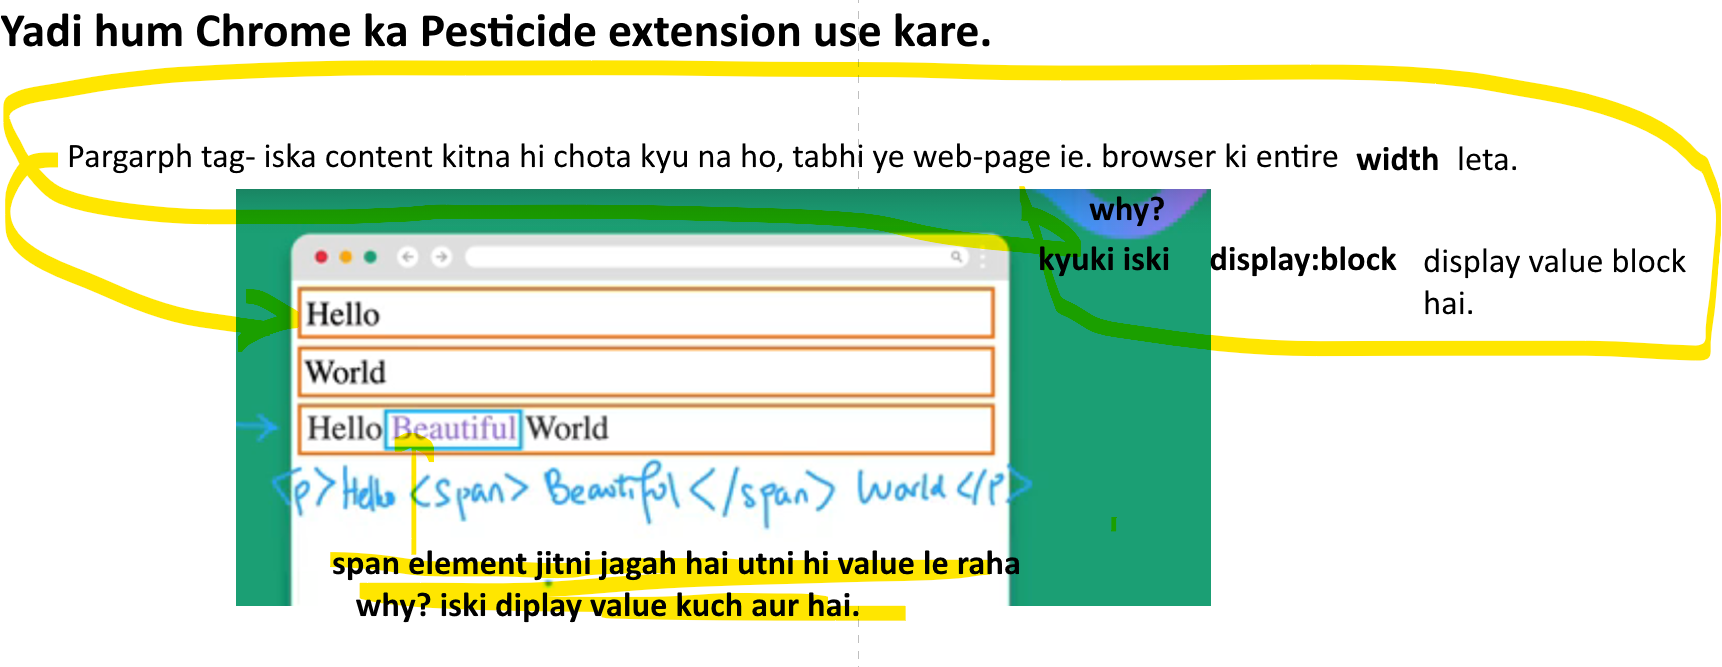 Yadi hum Chrome ka Pesticide extension use kare.
Pargarph tag- iska content kitna hi chota kyu na ho, tabhi ye web-page ie. browser ki entire width leta.
why?
kyuki iski display:block display value block
hai.
Hello
World
Hello Beautiful World
<p>Hello <span> Beautiful </span> World </p>
span element jitni jagah hai utni hi value le raha
why? iski diplay value kuch aur hai.